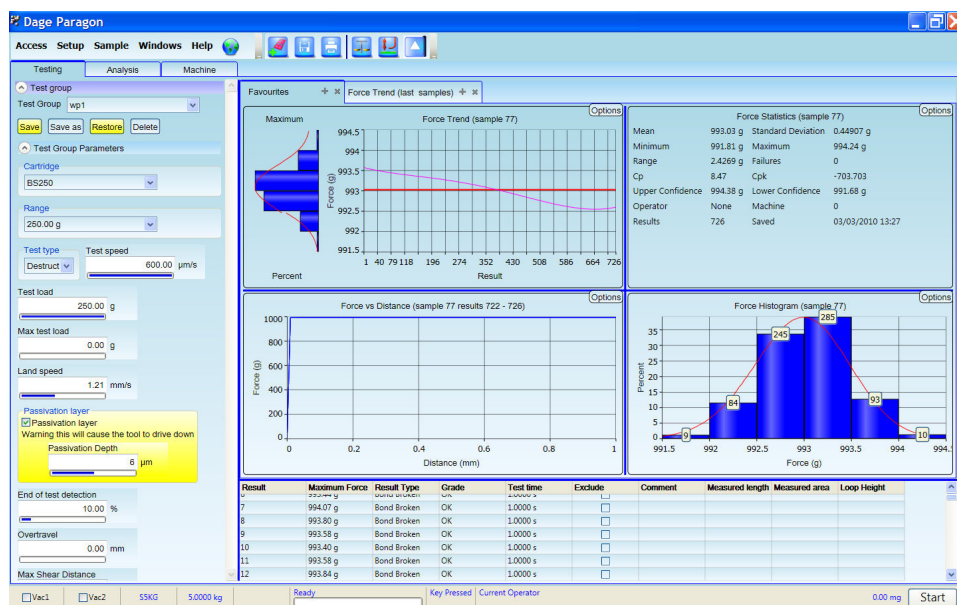 Dage Paragon
Access Setup Sample Windows Help
Testing Analysis Machine
Test group
Test Group wp1
Save Save as Restore Delete
Test Group Parameters
Cartridge
BS250
Range
250.00 g
Test type Test speed
Destruct 600.00 µm/s
Test load
250.00 g
Max test load
0.00 g
Land speed
1.21 mm/s
Passivation layer
Passivation layer
Warning this will cause the tool to drive down
Passivation Depth
6 µm
End of test detection
10.00 %
Overtravel
0.00 mm
Max Shear Distance
Favourites Force Trend (last samples)
Options
Maximum Force Trend (sample 77)
994.5
994
993.5
993
992.5
992
991.5
Force (g)
1 40 79 118 196 274 352 430 508 586 664 726
Percent Result
Options
Force Statistics (sample 77)
Mean 993.03 g Standard Deviation 0.44907 g
Minimum 991.81 g Maximum 994.24 g
Range 2.4269 g Failures 0
Cp 8.47 Cpk -703.703
Upper Confidence 994.38 g Lower Confidence 991.68 g
Operator None Machine 0
Results 726 Saved 03/03/2010 13:27
Options
Force vs Distance (sample 77 results 722 - 726)
1000
800
600
400
200
0
Force (g)
0 0.2 0.4 0.6 0.8 1
Distance (mm)
Options
Force Histogram (sample 77)
35
30
25
20
15
10
5
0
Percent
9 84 245 285 93 10
991.5 992 992.5 993 993.5 994 994.5
Force (g)
Result Maximum Force Result Type Grade Test time Exclude Comment Measured length Measured area Loop Height
7 994.07 g Bond Broken OK 1.0000 s
8 993.80 g Bond Broken OK 1.0000 s
9 993.58 g Bond Broken OK 1.0000 s
10 993.40 g Bond Broken OK 1.0000 s
11 993.58 g Bond Broken OK 1.0000 s
12 993.84 g Bond Broken OK 1.0000 s
Vac1 Vac2 S5KG 5.0000 kg Ready Key Pressed Current Operator 0.00 mg Start